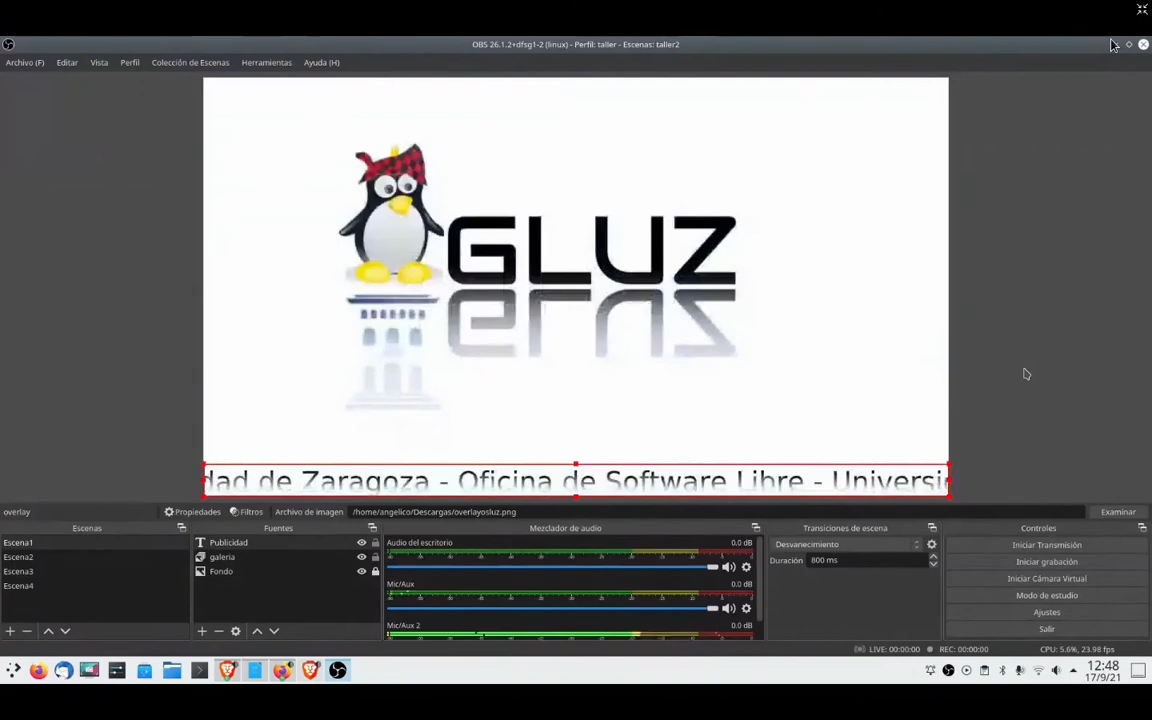 OBS 26.1.2+dfsg1-2 (linux) - Perfil: taller - Escenas: taller2
Archivo (F) Editar Vista Perfil Colección de Escenas Herramientas Ayuda (H)
GLUZ
dad de Zaragoza - Oficina de Software Libre - Universi
overlay Propiedades Filtros Archivo de imagen /home/angelico/Descargas/overlayosluz.png Examinar
Escenas Fuentes Mezclador de audio Transiciones de escena Controles
Escena1
Escena2
Escena3
Escena4
Publicidad
galeria
Fondo
Audio del escritorio 0.0 dB
Mic/Aux 0.0 dB
Mic/Aux 2 0.0 dB
Desvanecimiento
Duración 800 ms
Iniciar Transmisión
Iniciar grabación
Iniciar Cámara Virtual
Modo de estudio
Ajustes
Salir
LIVE: 00:00:00 REC: 00:00:00 CPU: 5.6%, 23.98 fps
12:48
17/9/21